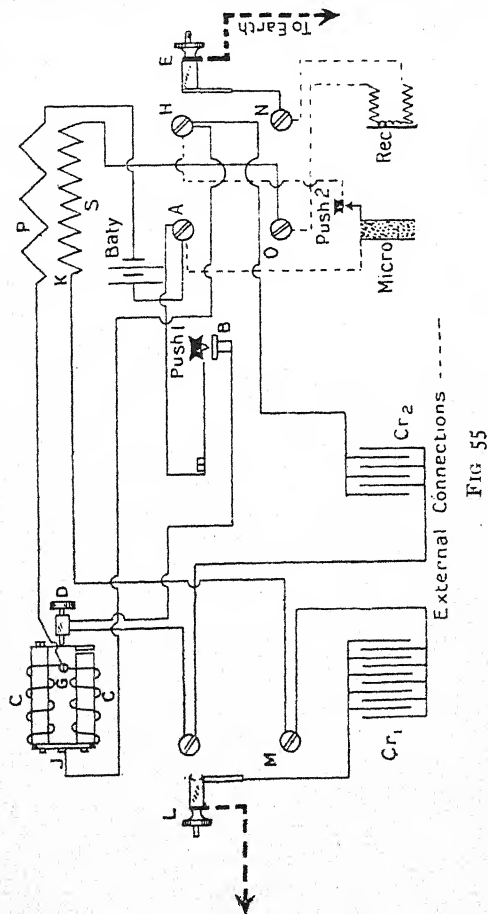 To Earth
E
H
N
P
S
K
A
O
Baty
Rec
Push 2
Micro
Push 1
B
C
G
C
D
J
L
M
Cr1
Cr2
External Connections -----
FIG 55